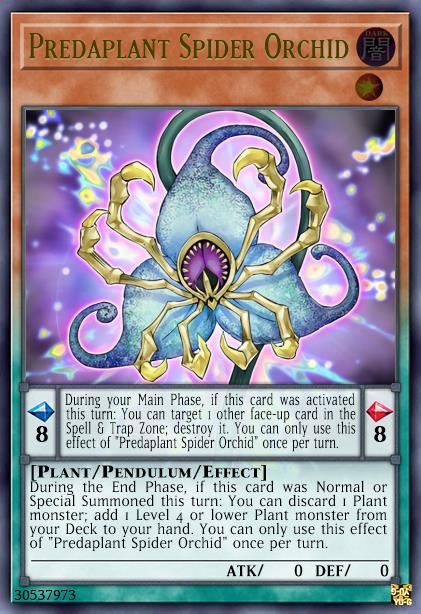 PREDAPLANT SPIDER ORCHID
DARK
闇
During your Main Phase, if this card was activated
this turn: You can target 1 other face-up card in the
Spell & Trap Zone; destroy it. You can only use this
effect of "Predaplant Spider Orchid" once per turn.
8
8
[PLANT/PENDULUM/EFFECT]
During the End Phase, if this card was Normal or
Special Summoned this turn: You can discard 1 Plant
monster; add 1 Level 4 or lower Plant monster from
your Deck to your hand. You can only use this effect
of "Predaplant Spider Orchid" once per turn.
ATK/ 0 DEF/ 0
30537973